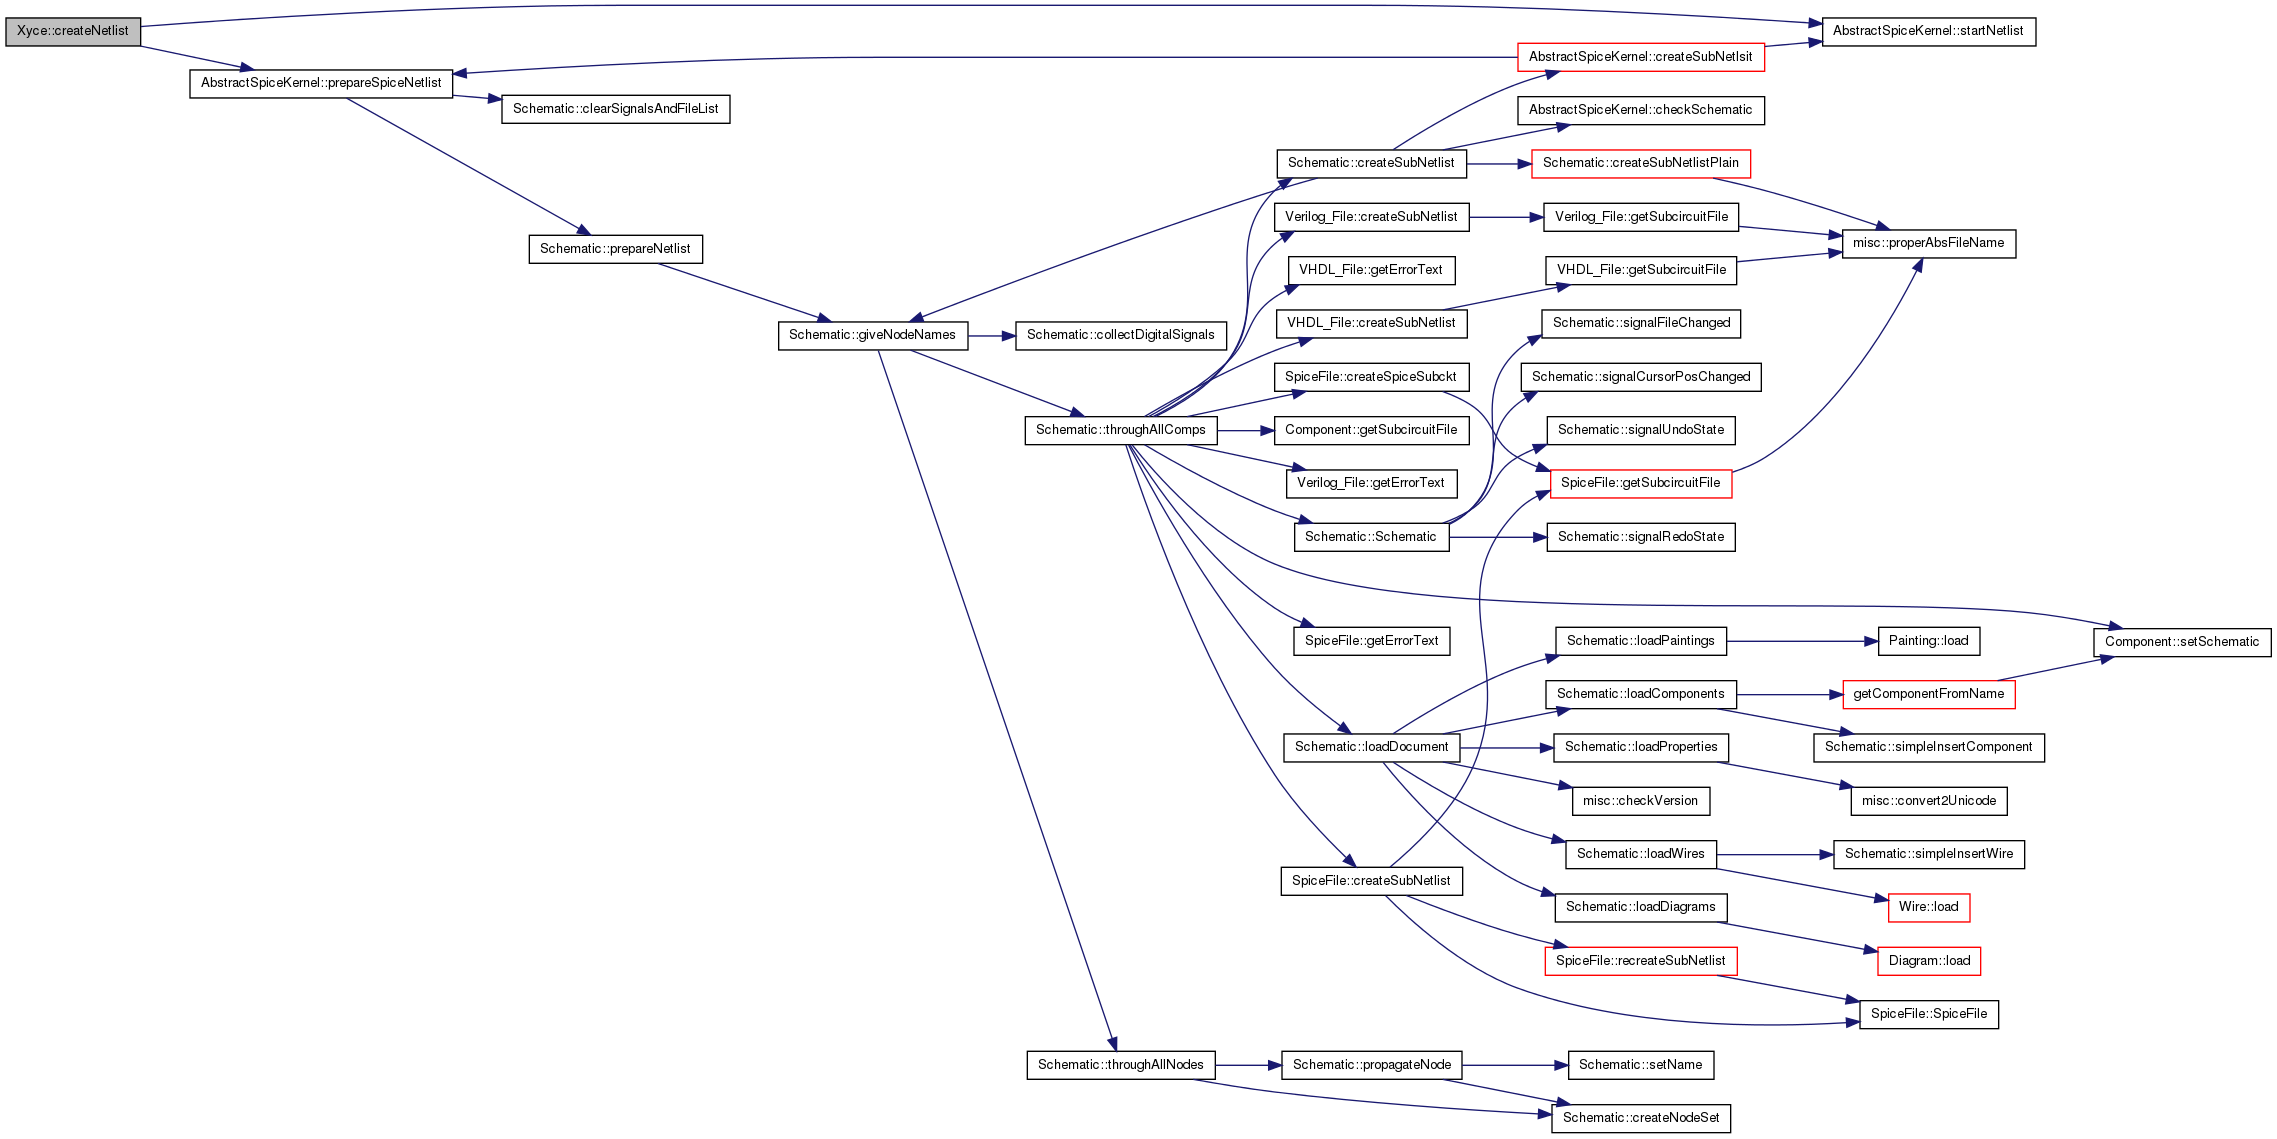 Xyce::createNetlist
AbstractSpiceKernel::startNetlist
AbstractSpiceKernel::createSubNetlsit
AbstractSpiceKernel::prepareSpiceNetlist
Schematic::clearSignalsAndFileList
AbstractSpiceKernel::checkSchematic
Schematic::createSubNetlist
Schematic::createSubNetlistPlain
Verilog_File::createSubNetlist
Verilog_File::getSubcircuitFile
misc::properAbsFileName
Schematic::prepareNetlist
VHDL_File::getErrorText
VHDL_File::getSubcircuitFile
VHDL_File::createSubNetlist
Schematic::signalFileChanged
Schematic::giveNodeNames
Schematic::collectDigitalSignals
SpiceFile::createSpiceSubckt
Schematic::signalCursorPosChanged
Schematic::throughAllComps
Component::getSubcircuitFile
Schematic::signalUndoState
Verilog_File::getErrorText
SpiceFile::getSubcircuitFile
Schematic::Schematic
Schematic::signalRedoState
SpiceFile::getErrorText
Schematic::loadPaintings
Painting::load
Component::setSchematic
Schematic::loadComponents
getComponentFromName
Schematic::loadDocument
Schematic::loadProperties
Schematic::simpleInsertComponent
misc::checkVersion
misc::convert2Unicode
Schematic::loadWires
Schematic::simpleInsertWire
SpiceFile::createSubNetlist
Schematic::loadDiagrams
Wire::load
SpiceFile::recreateSubNetlist
Diagram::load
SpiceFile::SpiceFile
Schematic::throughAllNodes
Schematic::propagateNode
Schematic::setName
Schematic::createNodeSet